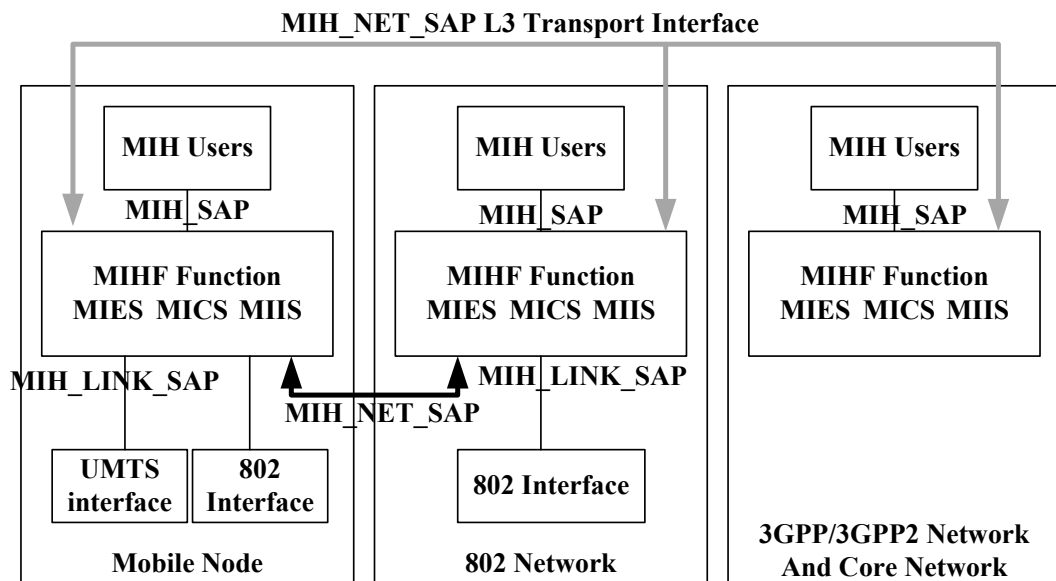 MIH_NET_SAP L3 Transport Interface
MIH Users
MIH Users
MIH Users
MIH_SAP
MIH_SAP
MIH_SAP
MIHF Function
MIES MICS MIIS
MIHF Function
MIES MICS MIIS
MIHF Function
MIES MICS MIIS
MIH_LINK_SAP
MIH_LINK_SAP
MIH_NET_SAP
UMTS
interface
802
Interface
802 Interface
Mobile Node
802 Network
3GPP/3GPP2 Network
And Core Network